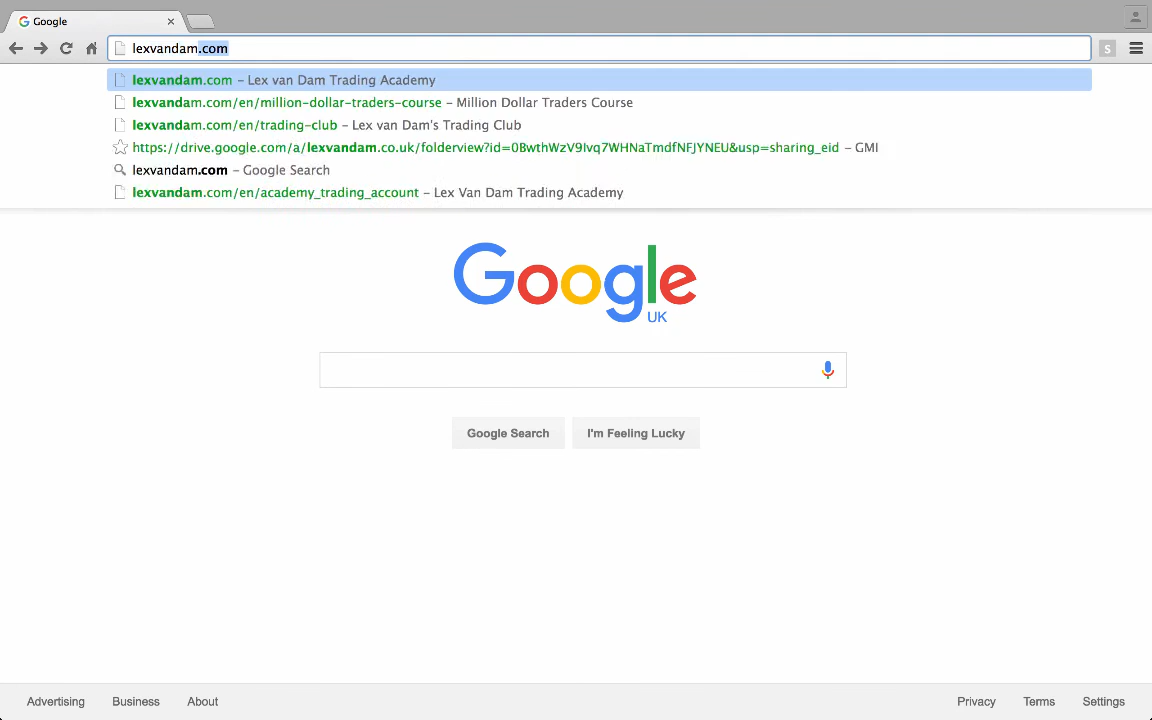 Google
lexvandam.com
S
lexvandam.com – Lex van Dam Trading Academy
lexvandam.com/en/million-dollar-traders-course – Million Dollar Traders Course
lexvandam.com/en/trading-club – Lex van Dam's Trading Club
https://drive.google.com/a/lexvandam.co.uk/folderview?id=0BwthWzV9Ivq7WHNaTmdfNFJYNEU&usp=sharing_eid – GMI
lexvandam.com – Google Search
lexvandam.com/en/academy_trading_account – Lex Van Dam Trading Academy
Google
UK
Google Search I'm Feeling Lucky
Advertising Business About Privacy Terms Settings